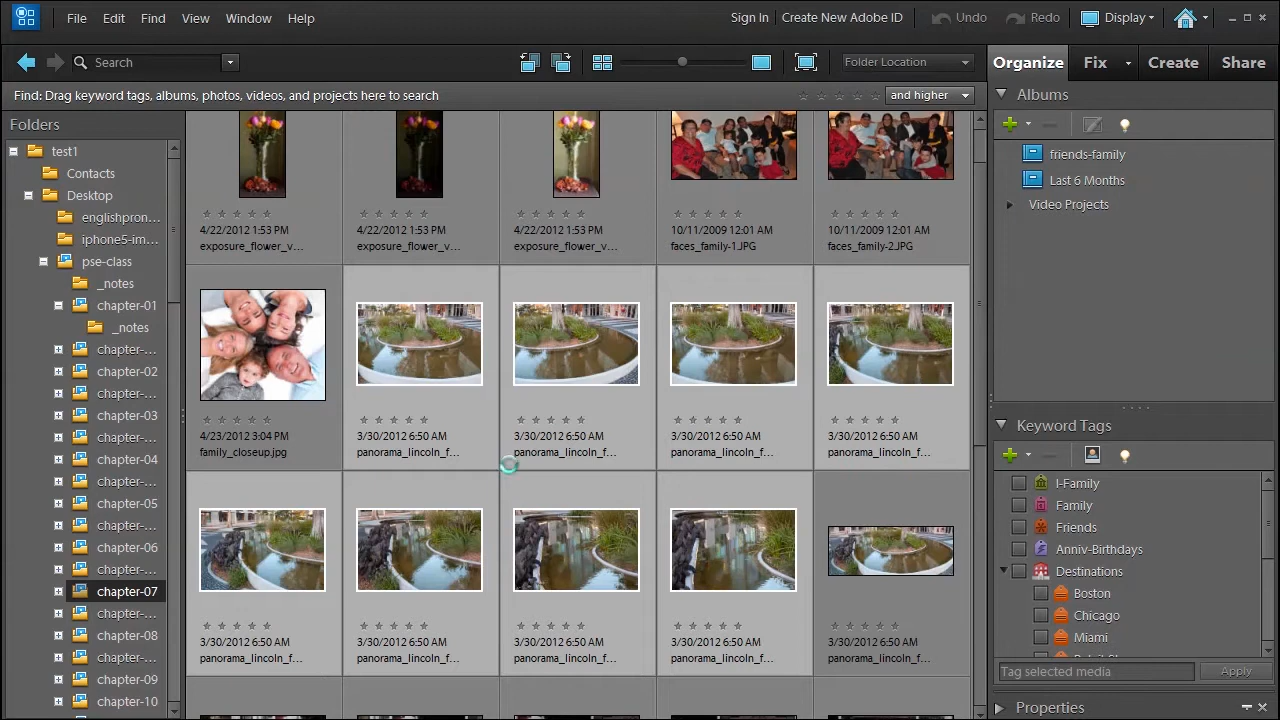 File Edit Find View Window Help
Sign In Create New Adobe ID Undo Redo Display
Search Folder Location Organize Fix Create Share
Find: Drag keyword tags, albums, photos, videos, and projects here to search
and higher
Folders
test1
Contacts
Desktop
englishpron...
iphone5-im...
pse-class
_notes
chapter-01
_notes
chapter-...
chapter-02
chapter-...
chapter-03
chapter-...
chapter-04
chapter-...
chapter-05
chapter-...
chapter-06
chapter-...
chapter-07
chapter-...
chapter-08
chapter-...
chapter-09
chapter-10
4/22/2012 1:53 PM
exposure_flower_v...
4/22/2012 1:53 PM
exposure_flower_v...
4/22/2012 1:53 PM
exposure_flower_v...
10/11/2009 12:01 AM
faces_family-1.JPG
10/11/2009 12:01 AM
faces_family-2.JPG
4/23/2012 3:04 PM
family_closeup.jpg
3/30/2012 6:50 AM
panorama_lincoln_f...
3/30/2012 6:50 AM
panorama_lincoln_f...
3/30/2012 6:50 AM
panorama_lincoln_f...
3/30/2012 6:50 AM
panorama_lincoln_f...
3/30/2012 6:50 AM
panorama_lincoln_f...
3/30/2012 6:50 AM
panorama_lincoln_f...
3/30/2012 6:50 AM
panorama_lincoln_f...
3/30/2012 6:50 AM
panorama_lincoln_f...
3/30/2012 6:50 AM
panorama_lincoln_f...
Albums
friends-family
Last 6 Months
Video Projects
Keyword Tags
I-Family
Family
Friends
Anniv-Birthdays
Destinations
Boston
Chicago
Miami
Tag selected media Apply
Properties